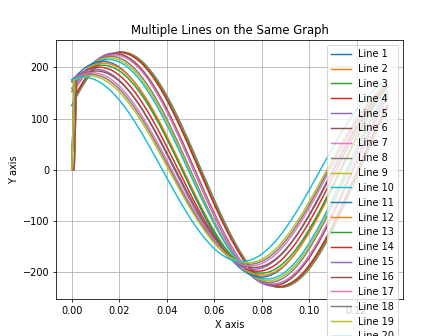 Multiple Lines on the Same Graph
Y axis
200
100
0
−100
−200
0.00
0.02
0.04
0.06
0.08
0.10
X axis
Line 1
Line 2
Line 3
Line 4
Line 5
Line 6
Line 7
Line 8
Line 9
Line 10
Line 11
Line 12
Line 13
Line 14
Line 15
Line 16
Line 17
Line 18
Line 19
Line 20